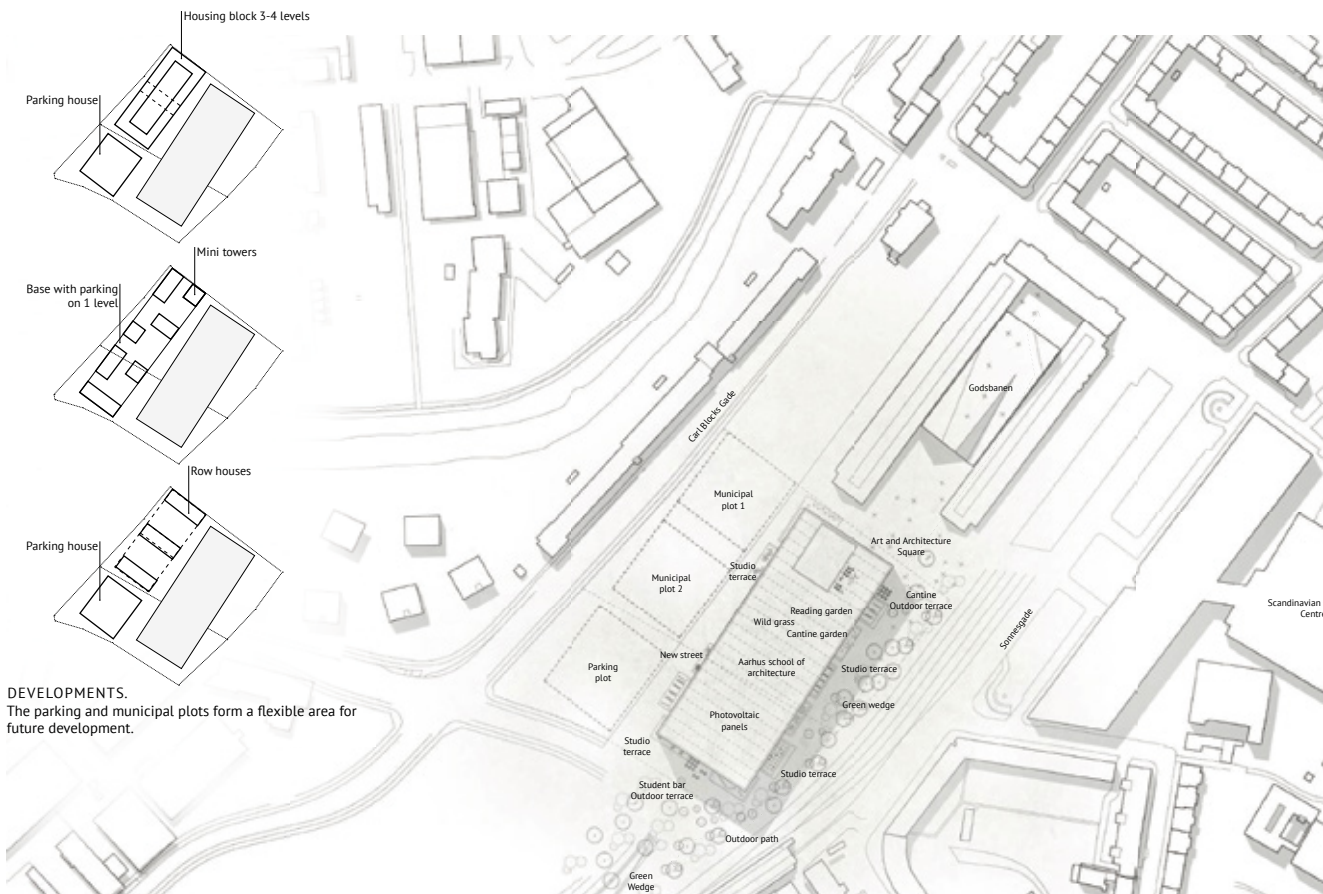 Housing block 3-4 levels
Parking house
Mini towers
Base with parking
on 1 level
Row houses
Parking house
DEVELOPMENTS.
The parking and municipal plots form a flexible area for
future development.
Carl Blocks Gade
Godsbanen
Municipal
plot 1
Art and Architecture
Square
Studio
terrace
Municipal
plot 2
Cantine
Outdoor terrace
Reading garden
Wild grass
Cantine garden
Scandinavian
Sonnesgade
New street
Aarhus school of
architecture
Studio terrace
Parking
plot
Green wedge
Photovoltaic
panels
Studio
terrace
Studio terrace
Student bar
Outdoor terrace
Outdoor path
Green
Wedge